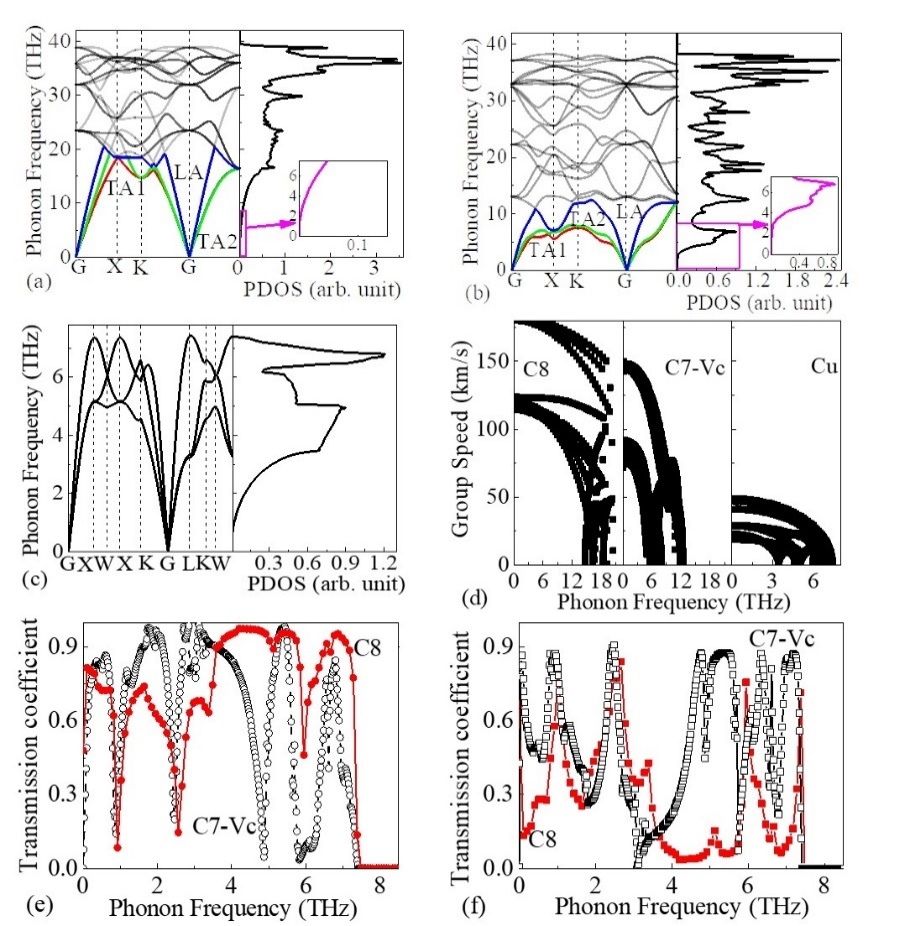 Phonon Frequency (THz)
40
30
20
10
0
TA1
LA
TA2
G X K G
0 1 2 3
PDOS (arb. unit)
6
4
2
0
0.1
(a)
Phonon Frequency (THz)
40
30
20
10
0
TA1
TA2
LA
G X K G
0.0 0.6 1.2 1.8 2.4
PDOS (arb. unit)
6
4
2
0.4 0.8
(b)
Phonon Frequency (THz)
6
4
2
0
G X W X K G L K W
0.3 0.6 0.9 1.2
PDOS (arb. unit)
(c)
Group Speed (km/s)
150
100
50
0
C8
C7-Vc
Cu
0 6 12 18 0 6 12 18 0 3 6
Phonon Frequency (THz)
(d)
Transmission coefficient
0.9
0.6
0.3
0.0
C8
C7-Vc
0 2 4 6 8
Phonon Frequency (THz)
(e)
Transmission coefficient
0.9
0.6
0.3
0.0
C7-Vc
C8
0 2 4 6 8
Phonon Frequency (THz)
(f)